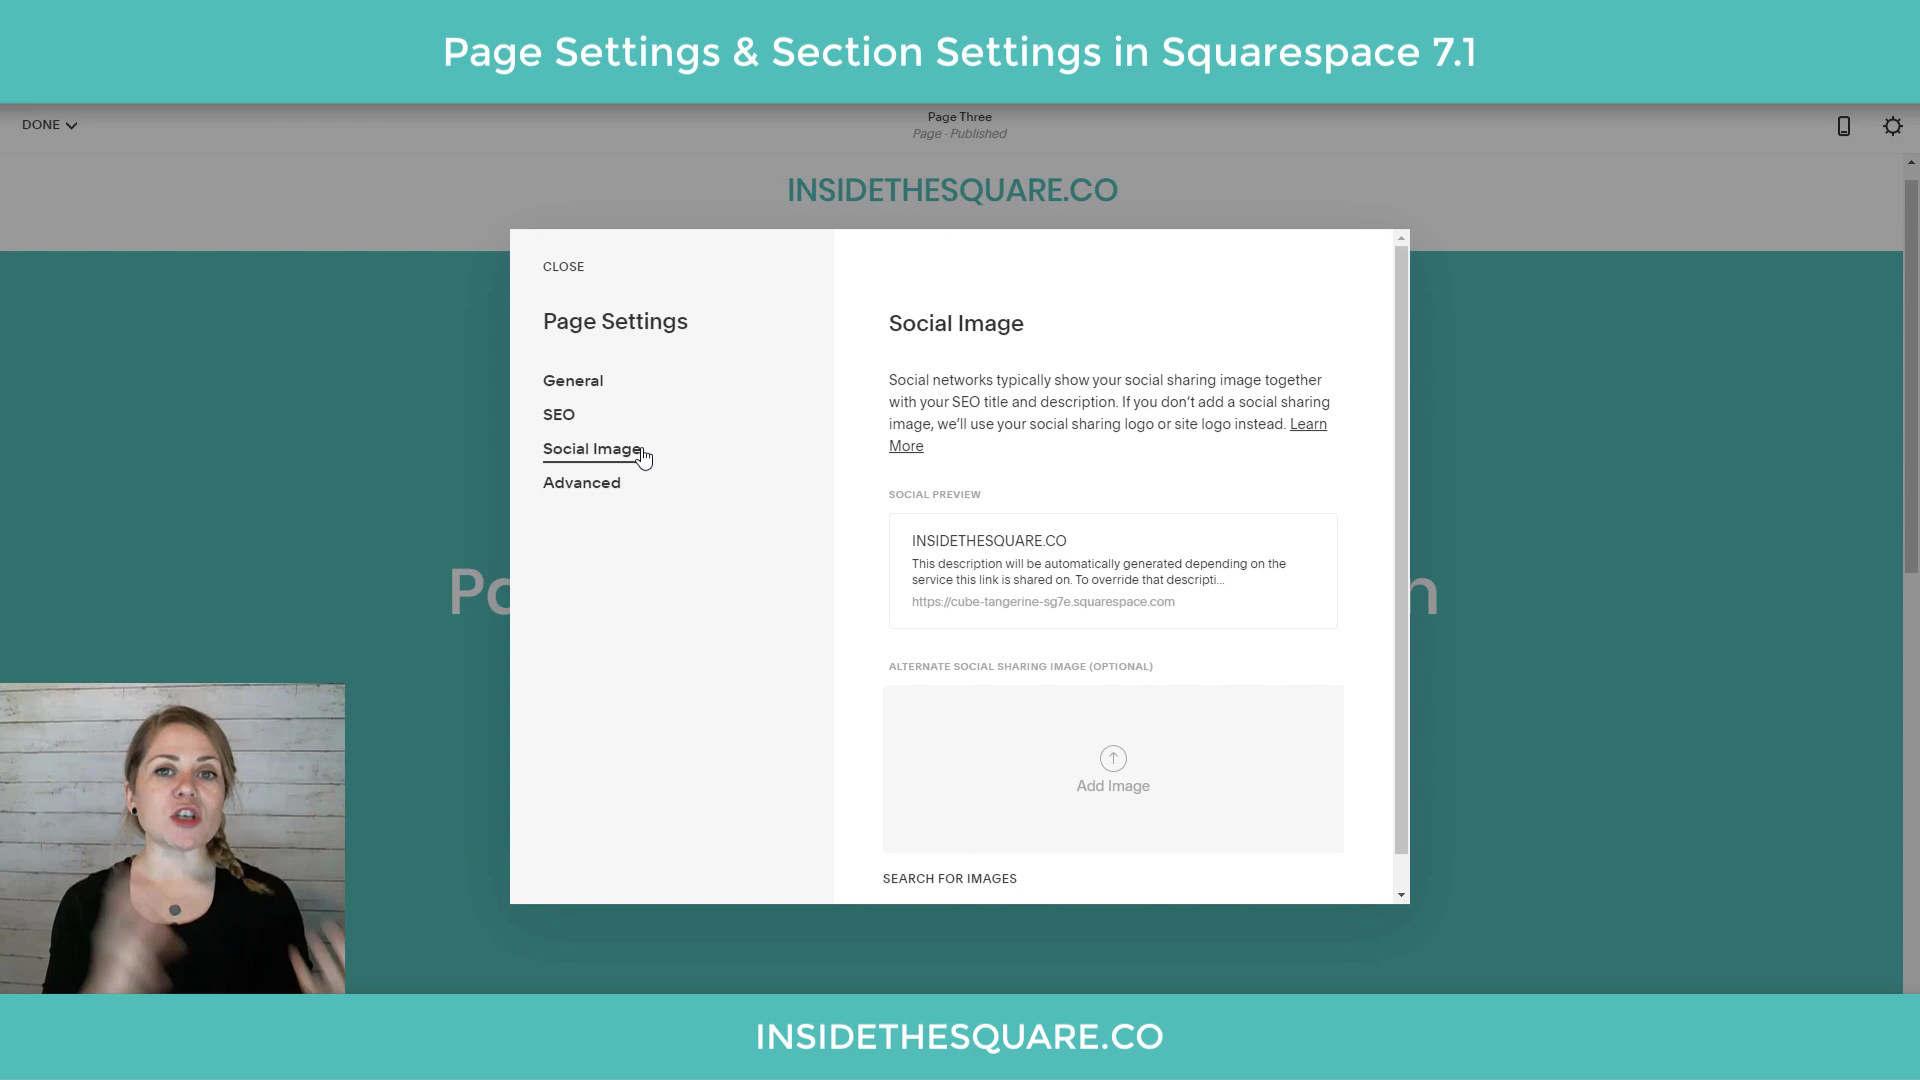 Page Settings & Section Settings in Squarespace 7.1
DONE
Page Three
Page · Published
INSIDETHESQUARE.CO
CLOSE
Page Settings
General
SEO
Social Image
Advanced
Social Image
Social networks typically show your social sharing image together
with your SEO title and description. If you don’t add a social sharing
image, we’ll use your social sharing logo or site logo instead. Learn
More
SOCIAL PREVIEW
INSIDETHESQUARE.CO
This description will be automatically generated depending on the
service this link is shared on. To override that descripti...
https://cube-tangerine-sg7e.squarespace.com
ALTERNATE SOCIAL SHARING IMAGE (OPTIONAL)
Add Image
SEARCH FOR IMAGES
INSIDETHESQUARE.CO